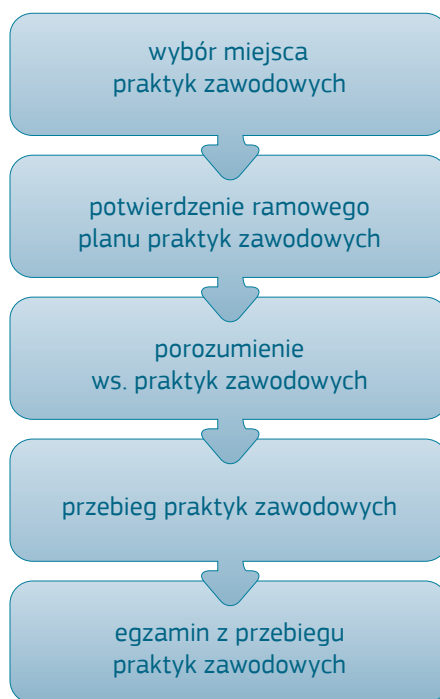 wybór miejsca
praktyk zawodowych
potwierdzenie ramowego
planu praktyk zawodowych
porozumienie
ws. praktyk zawodowych
przebieg praktyk zawodowych
egzamin z przebiegu
praktyk zawodowych